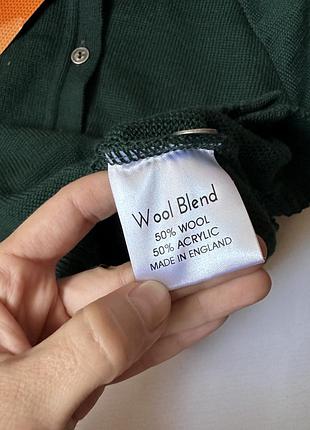 Wool Blend
50% WOOL
50% ACRYLIC
MADE IN ENGLAND